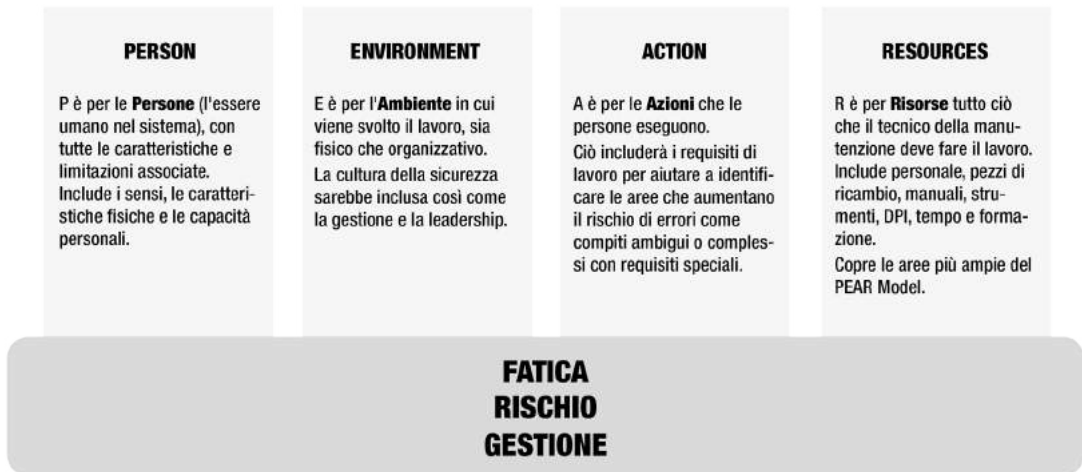 PERSON
P è per le Persone (l'essere
umano nel sistema), con
tutte le caratteristiche e
limitazioni associate.
Include i sensi, le caratteri-
stiche fisiche e le capacità
personali.
ENVIRONMENT
E è per l'Ambiente in cui
viene svolto il lavoro, sia
fisico che organizzativo.
La cultura della sicurezza
sarebbe inclusa così come
la gestione e la leadership.
ACTION
A è per le Azioni che le
persone eseguono.
Ciò includerà i requisiti di
lavoro per aiutare a identifi-
care le aree che aumentano
il rischio di errori come
compiti ambigui o comples-
si con requisiti speciali.
RESOURCES
R è per Risorse tutto ciò
che il tecnico della manu-
tenzione deve fare il lavoro.
Include personale, pezzi di
ricambio, manuali, stru-
menti, DPI, tempo e forma-
zione.
Copre le aree più ampie del
PEAR Model.
FATICA
RISCHIO
GESTIONE